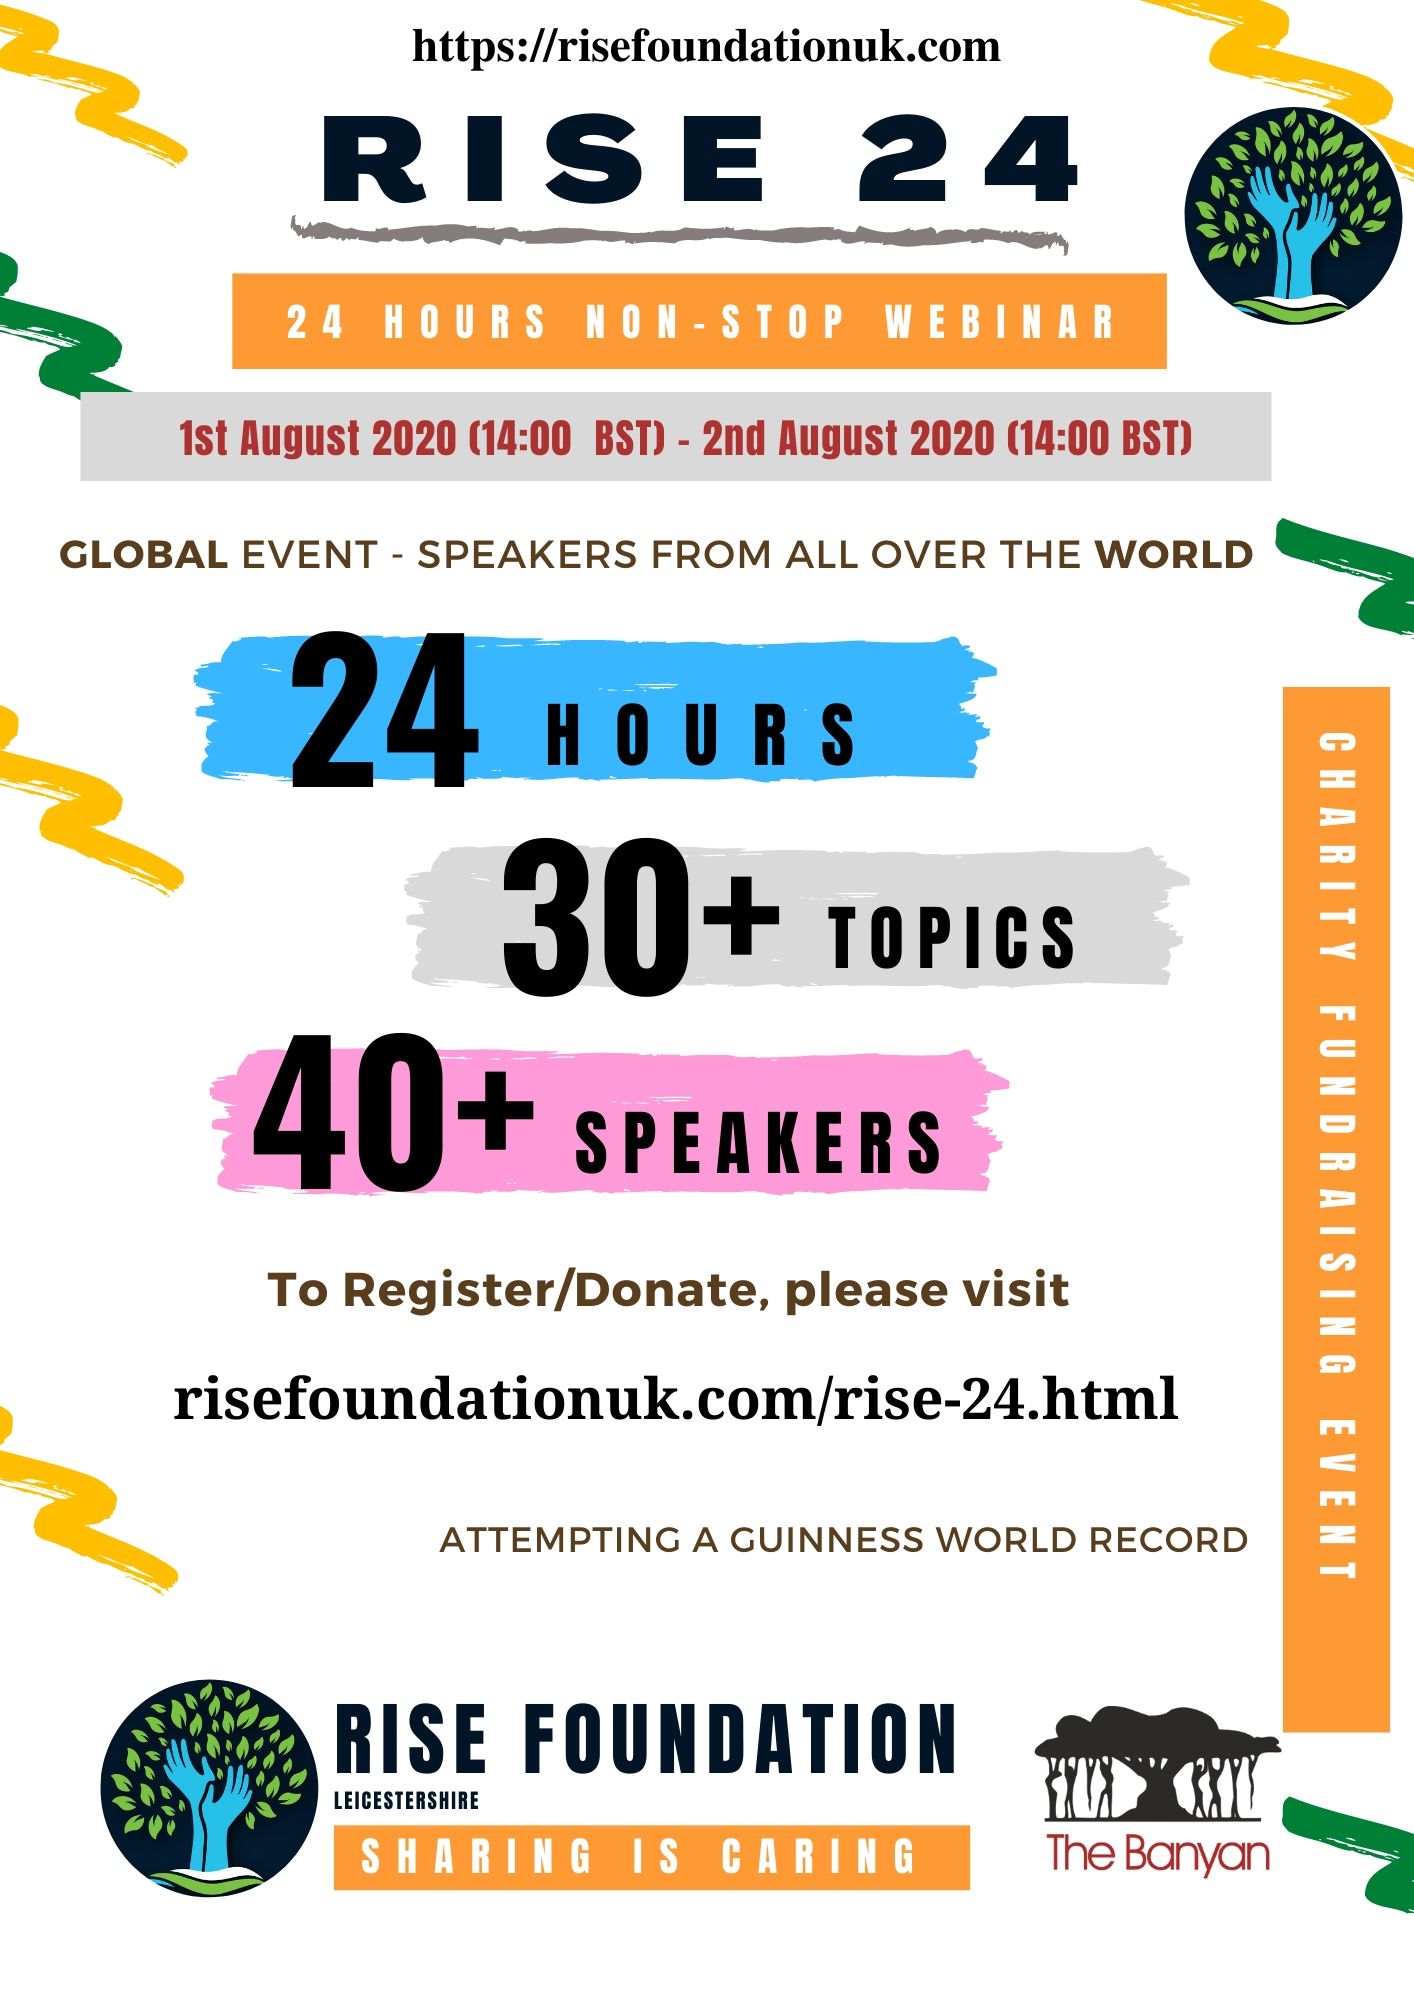 https://risefoundationuk.com
RISE 24
24 HOURS NON-STOP WEBINAR
1st August 2020 (14:00 BST) - 2nd August 2020 (14:00 BST)
GLOBAL EVENT - SPEAKERS FROM ALL OVER THE WORLD
24 HOURS
30+ TOPICS
40+ SPEAKERS
CHARITY FUNDRAISING EVENT
To Register/Donate, please visit
risefoundationuk.com/rise-24.html
ATTEMPTING A GUINNESS WORLD RECORD
RISE FOUNDATION
LEICESTERSHIRE
SHARING IS CARING
The Banyan